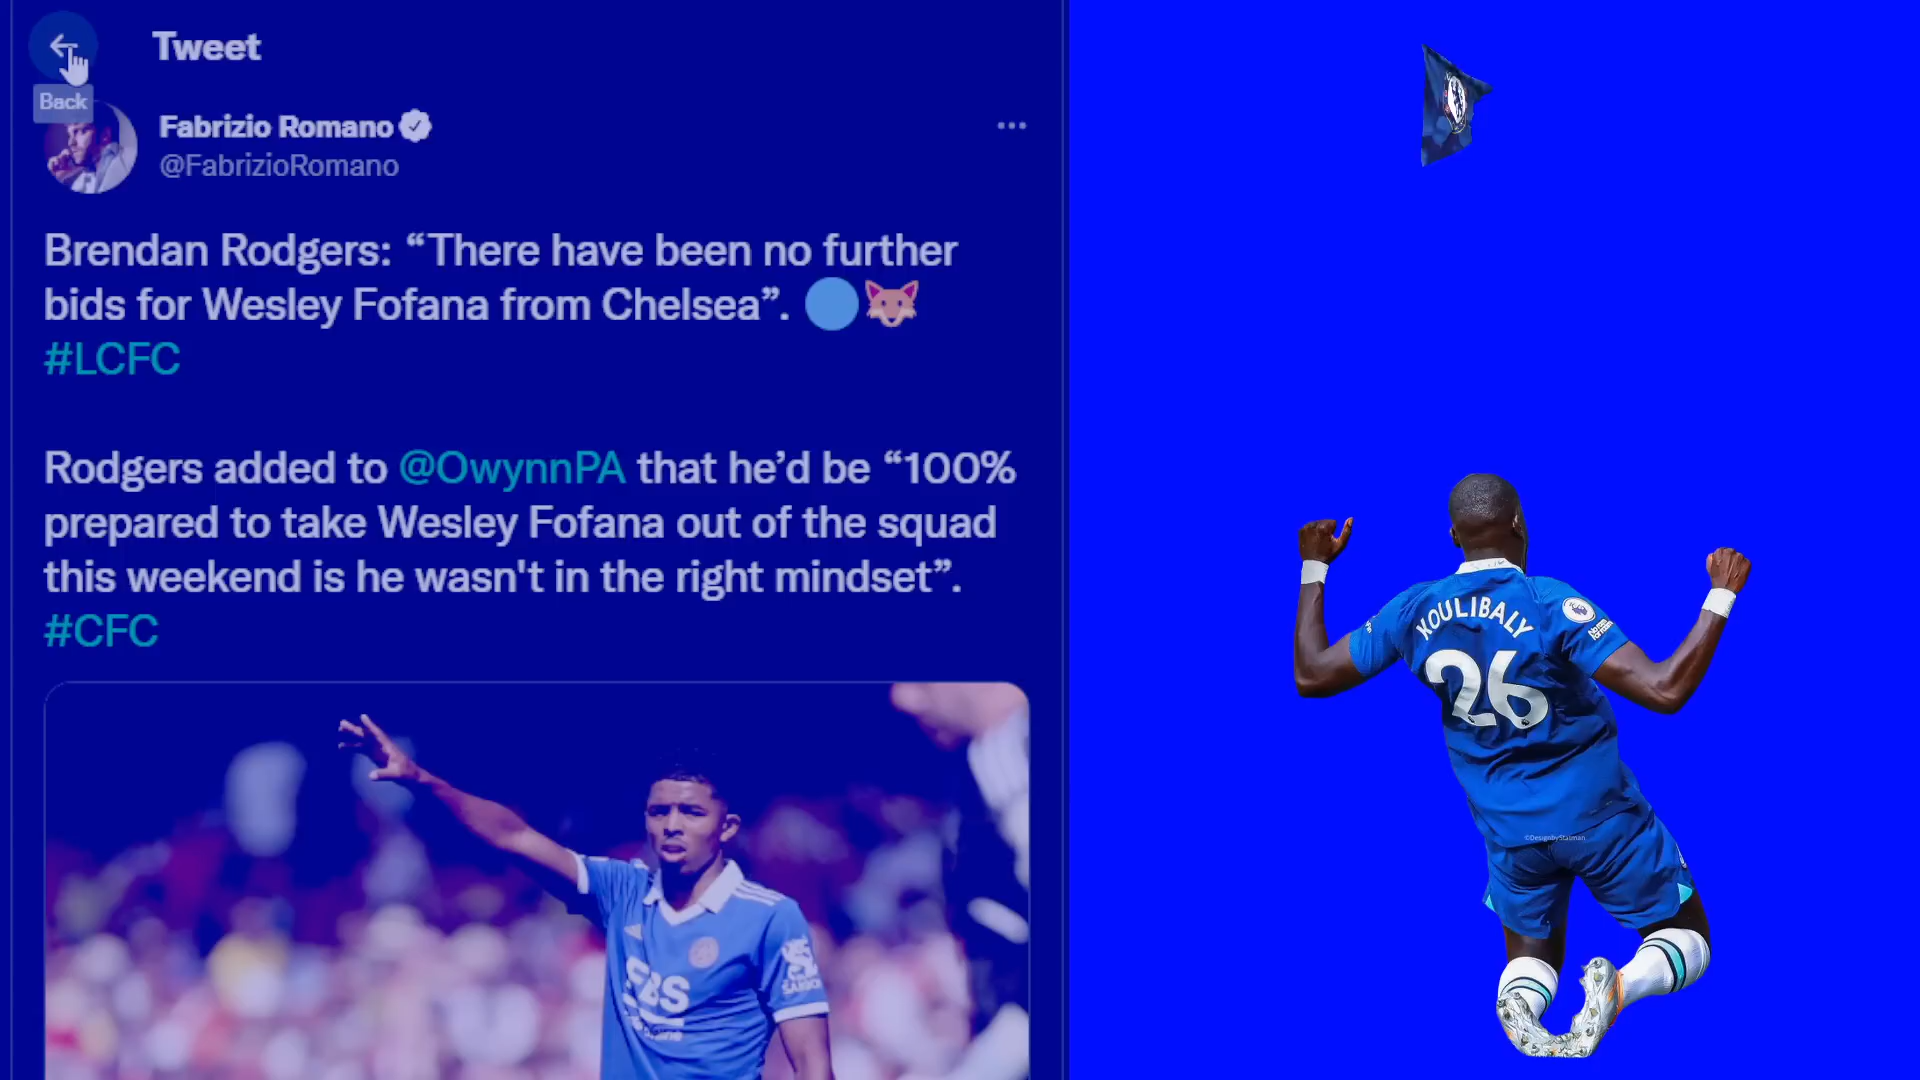 Tweet
Back
Fabrizio Romano
@FabrizioRomano
Brendan Rodgers: “There have been no further
bids for Wesley Fofana from Chelsea”.
#LCFC
Rodgers added to @OwynnPA that he’d be “100%
prepared to take Wesley Fofana out of the squad
this weekend is he wasn't in the right mindset”.
#CFC
FBS
KOULIBALY
26
©DesignbyStatman